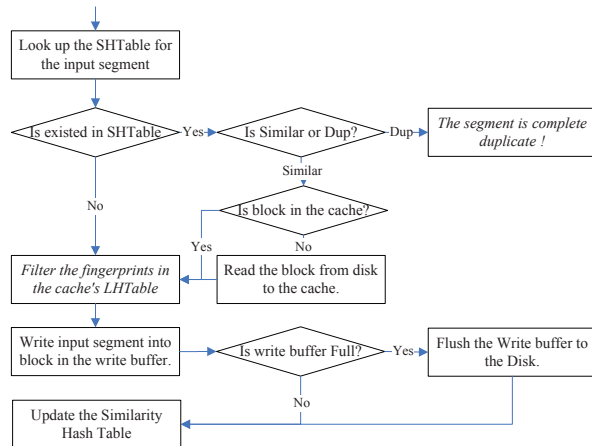 Look up the SHTable for
the input segment
Is existed in SHTable
Yes
Is Similar or Dup?
Dup
The segment is complete
duplicate !
Similar
No
Is block in the cache?
Yes
No
Filter the fingerprints in
the cache's LHTable
Read the block from disk
to the cache.
Write input segment into
block in the write buffer.
Is write buffer Full?
Yes
Flush the Write buffer to
the Disk.
No
Update the Similarity
Hash Table